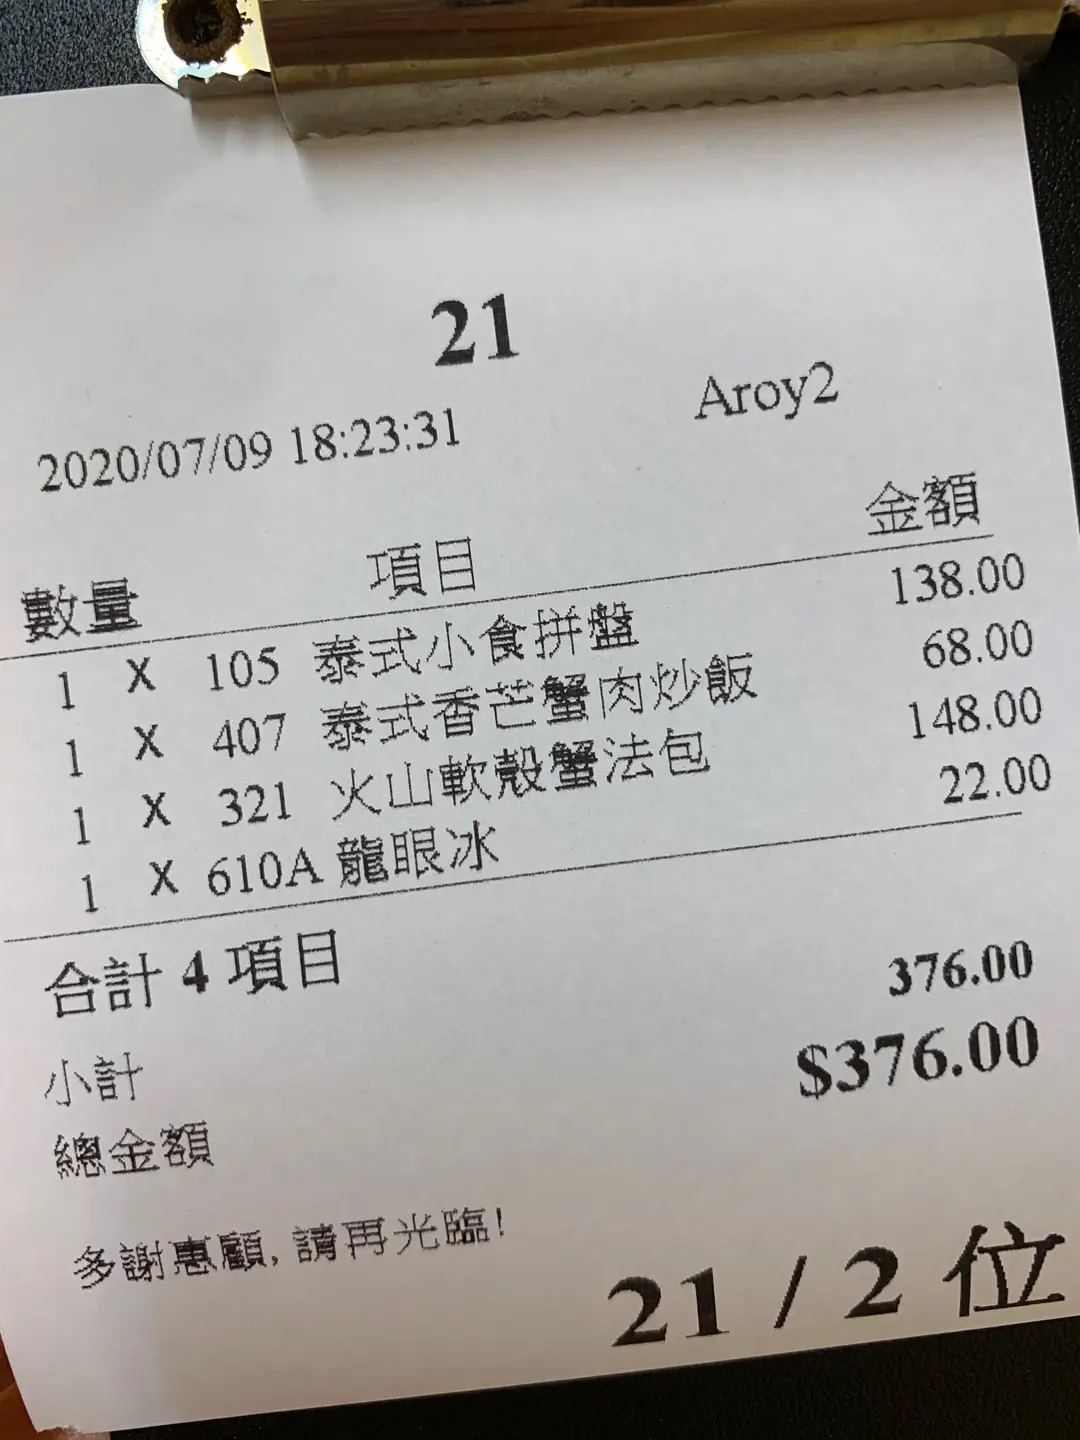 21
2020/07/09 18:23:31 Aroy2
數量 項目 金額
1 X 105 泰式小食拼盤 138.00
1 X 407 泰式香芒蟹肉炒飯 68.00
1 X 321 火山軟殼蟹法包 148.00
1 X 610A 龍眼冰 22.00
合計 4 項目
小計 376.00
總金額 $376.00
多謝惠顧, 請再光臨!
21 / 2 位